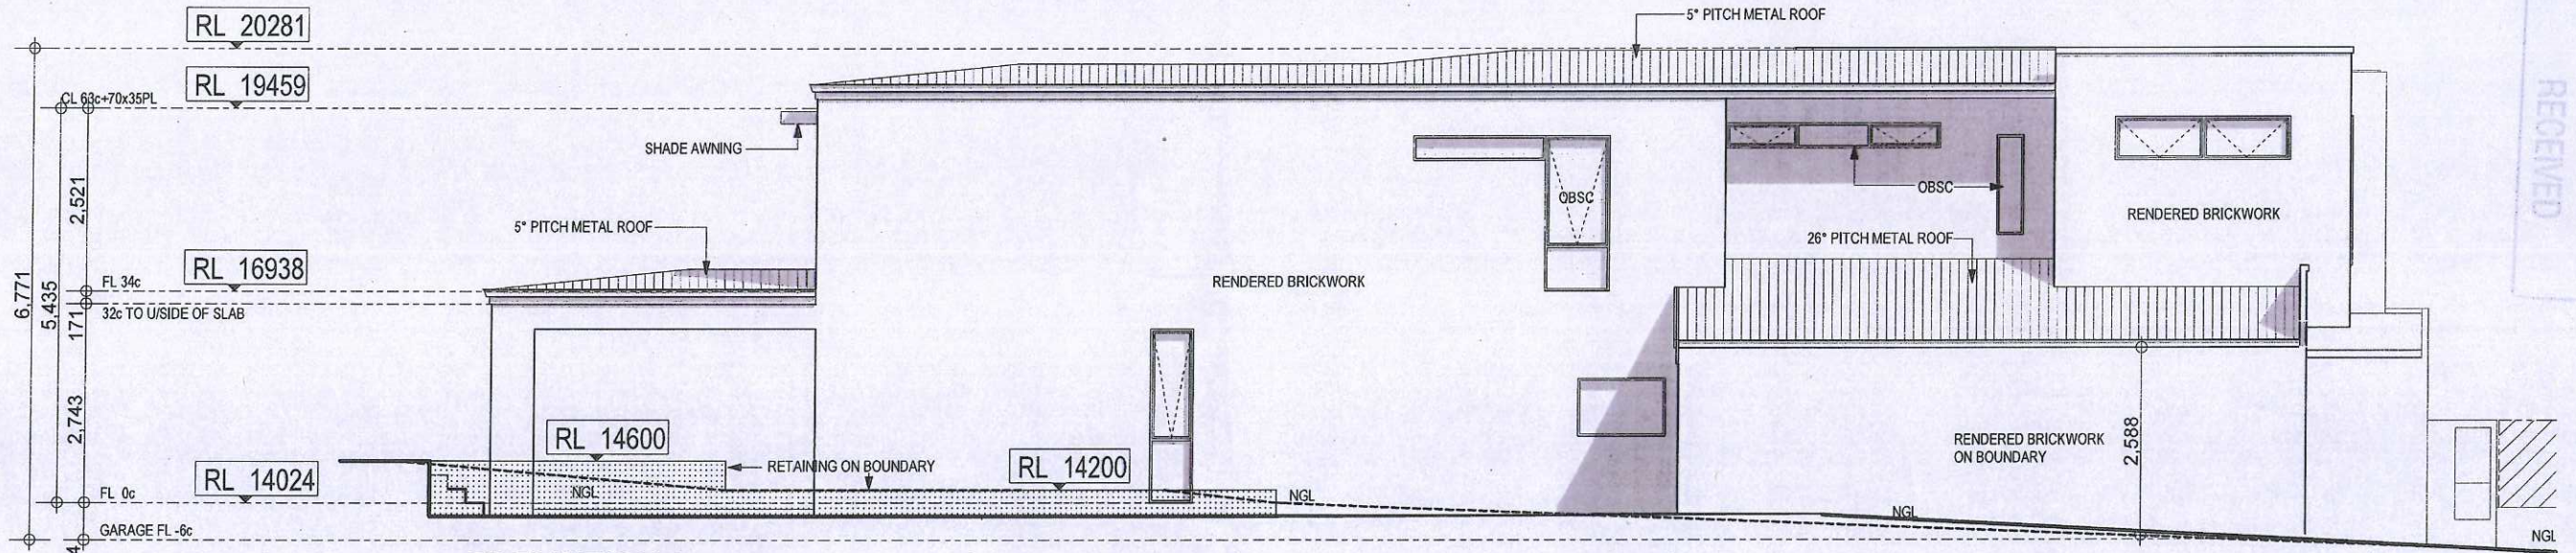 5° PITCH METAL ROOF
RL 20281
RL 19459
CL 63c+70x35PL
SHADE AWNING
2,521
OBSC
OBSC
RENDERED BRICKWORK
5° PITCH METAL ROOF
26° PITCH METAL ROOF
RL 16938
FL 34c
RENDERED BRICKWORK
6,771
5,435
171
32c TO U/SIDE OF SLAB
2,743
2,588
RL 14600
RENDERED BRICKWORK
ON BOUNDARY
RETAINING ON BOUNDARY
RL 14200
RL 14024
FL 0c
NGL
NGL
NGL
GARAGE FL -6c
NGL
RECEIVED